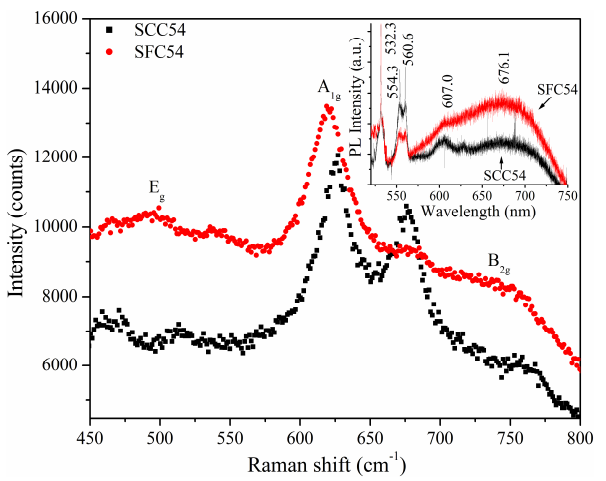 16000
14000
12000
10000
8000
6000
Intensity (counts)
SCC54
SFC54
A1g
Eg
B2g
450 500 550 600 650 700 750 800
Raman shift (cm-1)
PL Intensity (a.u.)
554.3
532.3
560.6
607.0
676.1
SFC54
SCC54
550 600 650 700 750
Wavelength (nm)